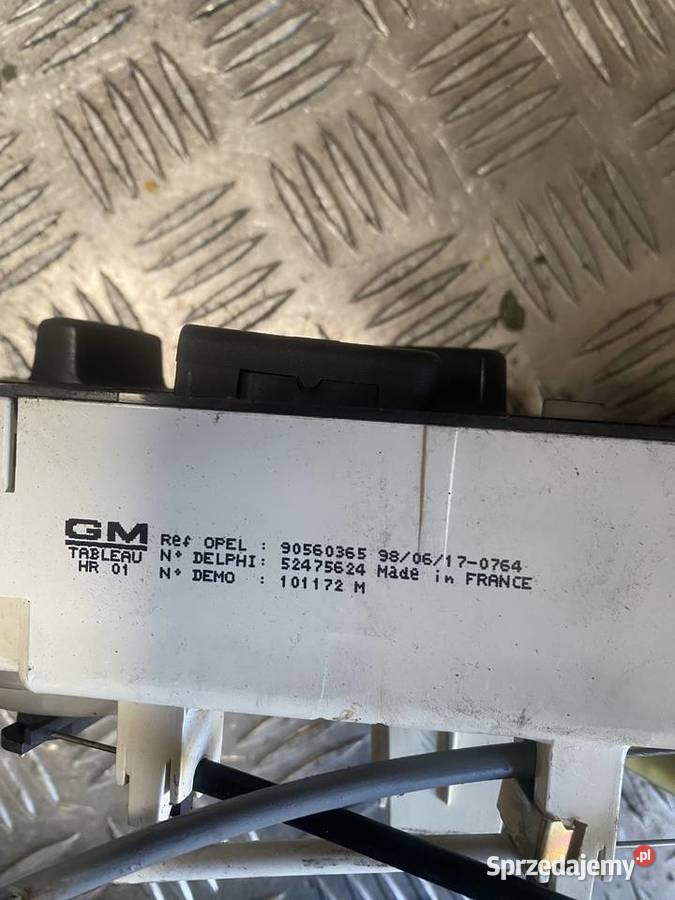 GM
TABLEAU
HR 01
Réf OPEL : 90560365 98/06/17-0764
N° DELPHI: 52475624 Made in FRANCE
N° DEMO : 101172 M
Sprzedajemy.pl